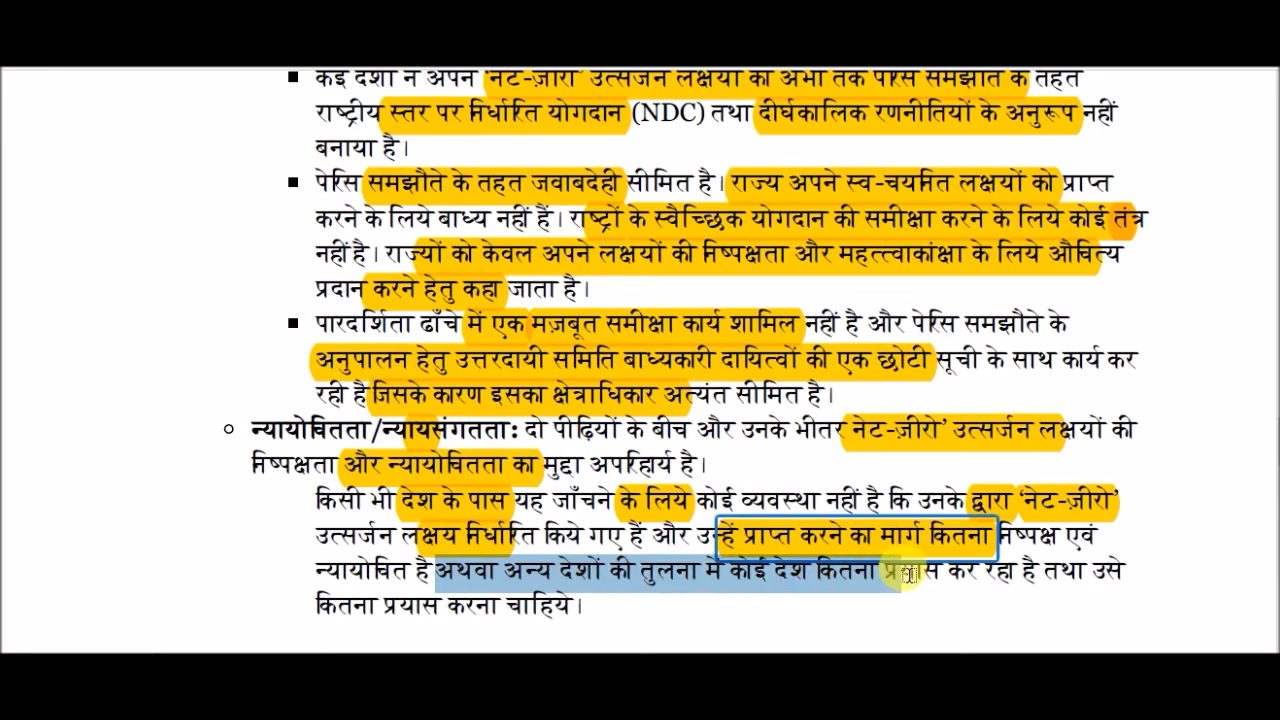 कई देशों ने अपने 'नेट-ज़ीरो' उत्सर्जन लक्ष्यों को अभी तक पेरिस समझौते के तहत
राष्ट्रीय स्तर पर निर्धारित योगदान (NDC) तथा दीर्घकालिक रणनीतियों के अनुरूप नहीं
बनाया है।
पेरिस समझौते के तहत जवाबदेही सीमित है। राज्य अपने स्व-चयनित लक्ष्यों को प्राप्त
करने के लिये बाध्य नहीं हैं। राष्ट्रों के स्वैच्छिक योगदान की समीक्षा करने के लिये कोई तंत्र
नहीं है। राज्यों को केवल अपने लक्ष्यों की निष्पक्षता और महत्त्वाकांक्षा के लिये औचित्य
प्रदान करने हेतु कहा जाता है।
पारदर्शिता ढाँचे में एक मज़बूत समीक्षा कार्य शामिल नहीं है और पेरिस समझौते के
अनुपालन हेतु उत्तरदायी समिति बाध्यकारी दायित्वों की एक छोटी सूची के साथ कार्य कर
रही है जिसके कारण इसका क्षेत्राधिकार अत्यंत सीमित है।
न्यायोचितता/न्यायसंगतता: दो पीढ़ियों के बीच और उनके भीतर नेट-ज़ीरो' उत्सर्जन लक्ष्यों की
निष्पक्षता और न्यायोचितता का मुद्दा अपरिहार्य है।
किसी भी देश के पास यह जाँचने के लिये कोई व्यवस्था नहीं है कि उनके द्वारा 'नेट-ज़ीरो'
उत्सर्जन लक्षय निर्धारित किये गए हैं और उन्हें प्राप्त करने का मार्ग कितना निष्पक्ष एवं
न्यायोचित है अथवा अन्य देशों की तुलना में कोई देश कितना प्रयास कर रहा है तथा उसे
कितना प्रयास करना चाहिये।